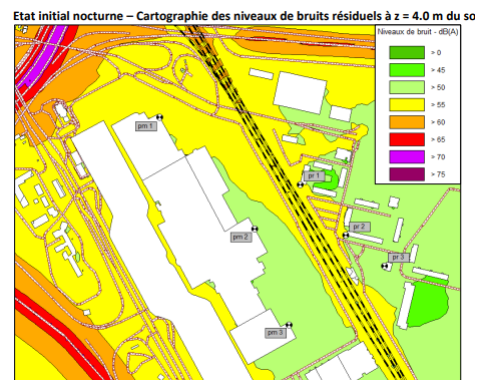 Etat initial nocturne – Cartographie des niveaux de bruits résiduels à z = 4.0 m du so
Niveaux de bruit - dB(A)
> 0
> 45
> 50
> 55
> 60
> 65
> 70
> 75
pm 1
pr 1
pr 2
pm 2
pr 3
pm 3